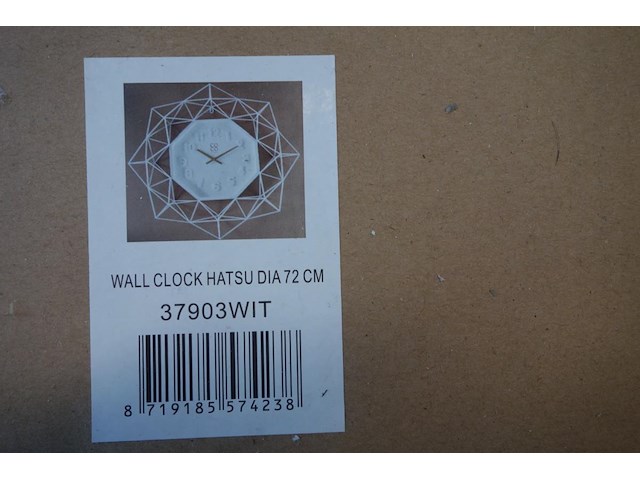 WALL CLOCK HATSU DIA 72 CM
37903WIT
8 719185 574238